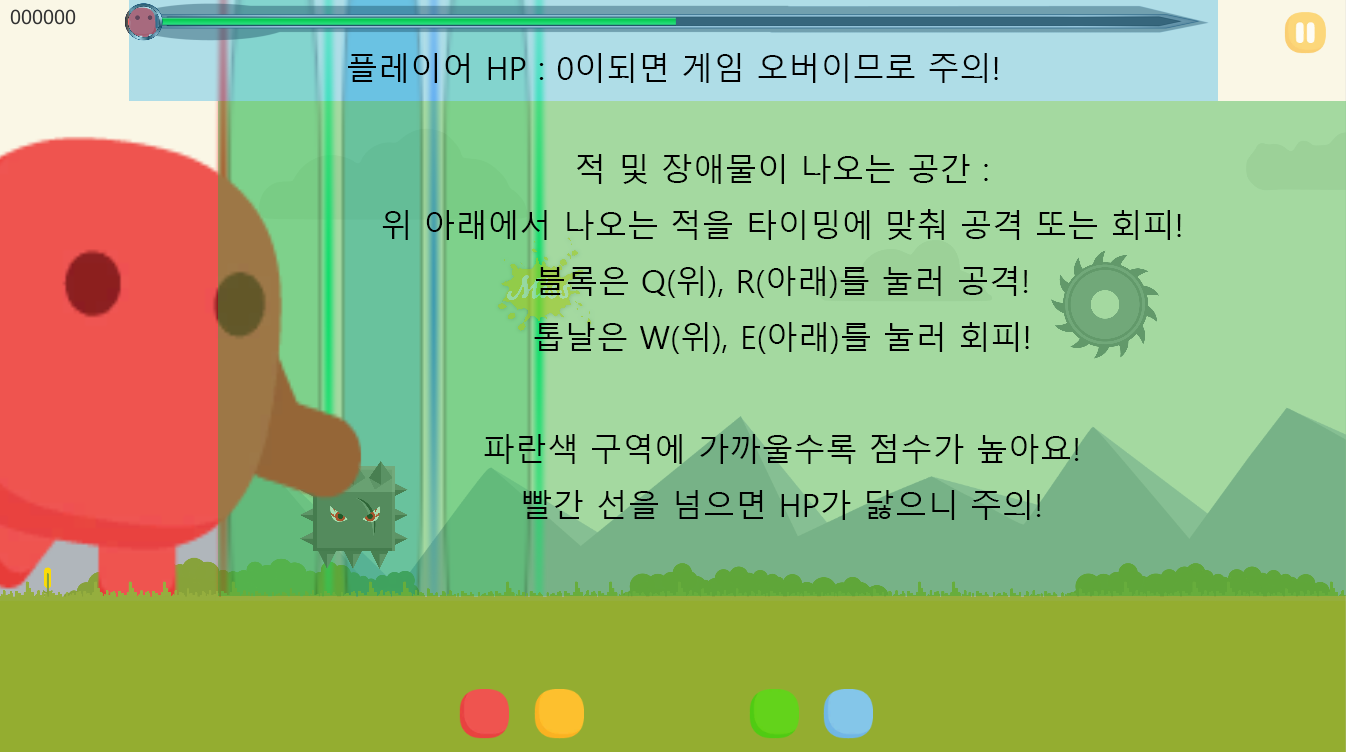 000000
플레이어 HP : 0이되면 게임 오버이므로 주의!
적 및 장애물이 나오는 공간 :
위 아래에서 나오는 적을 타이밍에 맞춰 공격 또는 회피!
Miss
블록은 Q(위), R(아래)를 눌러 공격!
톱날은 W(위), E(아래)를 눌러 회피!
파란색 구역에 가까울수록 점수가 높아요!
빨간 선을 넘으면 HP가 닳으니 주의!